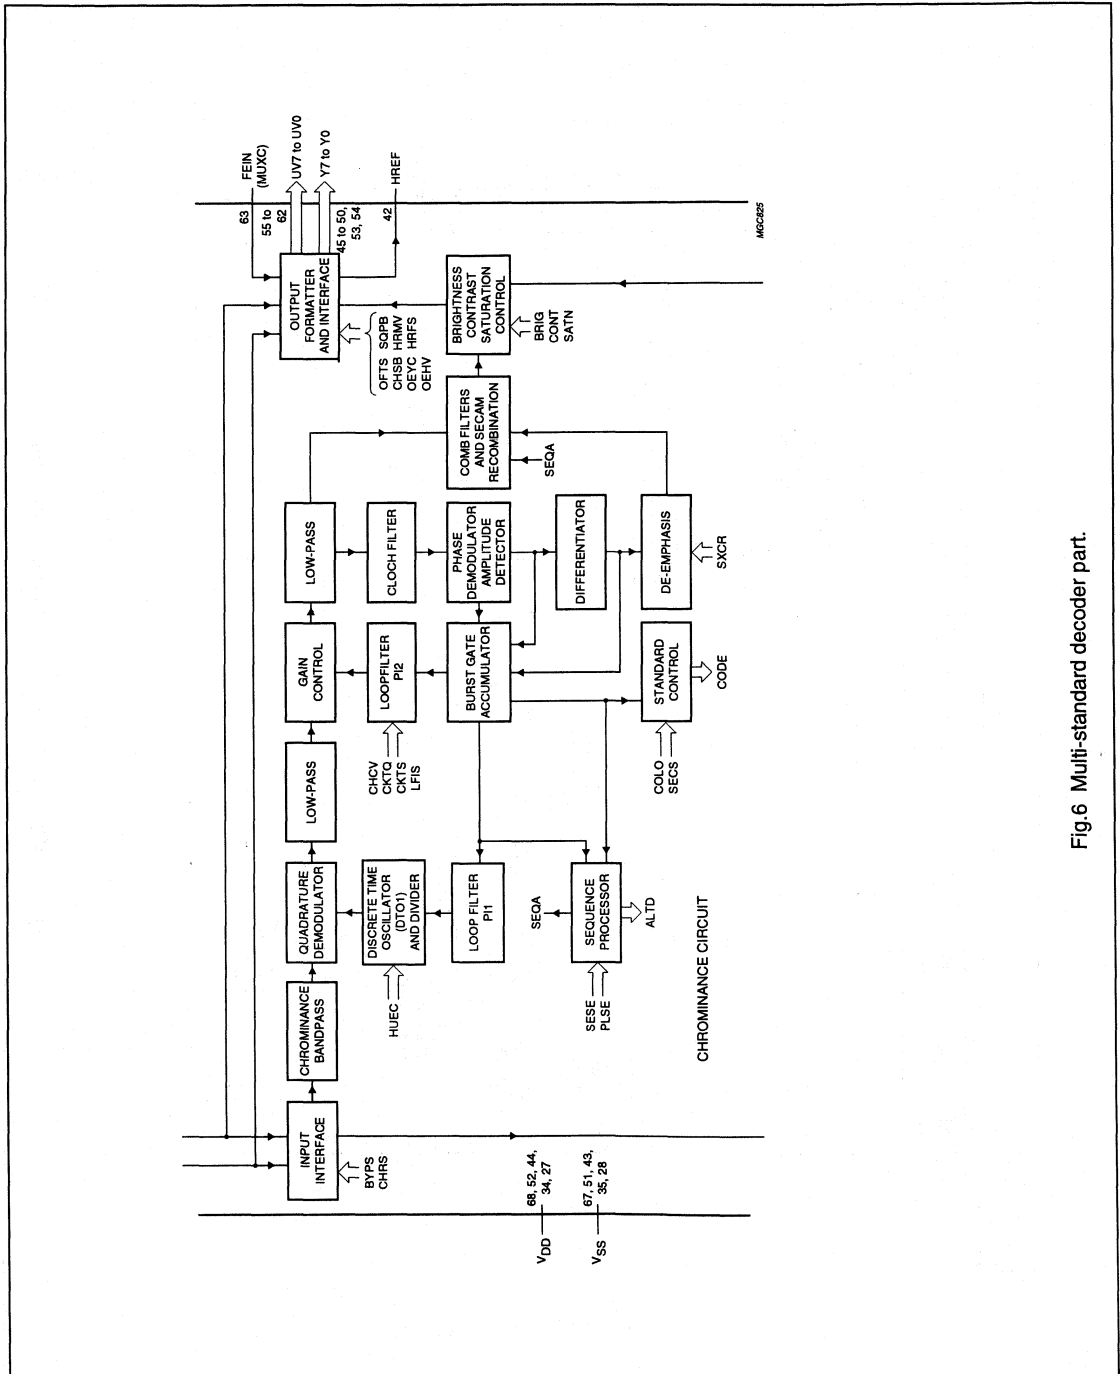 FEIN
(MUXC)
UV7 to UV0
Y7 to Y0
HREF
63
55 to
62
45 to 50,
53, 54
42
MGC825
OUTPUT
FORMATTER
AND INTERFACE
OFTS SQPB
CHSB HRMV
OEYC HRFS
OEHV
BRIGHTNESS
CONTRAST
SATURATION
CONTROL
BRIG
CONT
SATN
COMB FILTERS
AND SECAM
RECOMBINATION
SEQA
LOW-PASS
CLOCH FILTER
PHASE
DEMODULATOR
AMPLITUDE
DETECTOR
DIFFERENTIATOR
DE-EMPHASIS
SXCR
GAIN
CONTROL
LOOPFILTER
PI2
BURST GATE
ACCUMULATOR
STANDARD
CONTROL
CODE
CHCV
CKTQ
CKTS
LFIS
COLO
SECS
LOW-PASS
QUADRATURE
DEMODULATOR
DISCRETE TIME
OSCILLATOR
(DTO1)
AND DIVIDER
LOOP FILTER
PI1
SEQUENCE
PROCESSOR
SEQA
ALTD
HUEC
SESE
PLSE
CHROMINANCE
BANDPASS
CHROMINANCE CIRCUIT
INPUT
INTERFACE
BYPS
CHRS
68, 52, 44,
34, 27
67, 51, 43,
35, 28
VDD
VSS
Fig.6 Multi-standard decoder part.